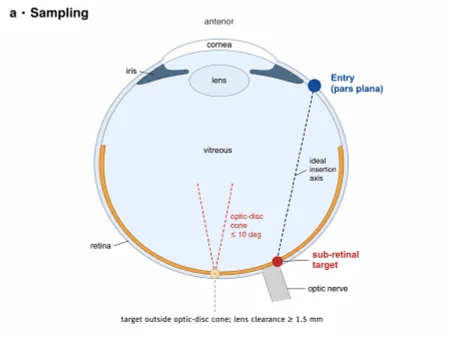 a • Sampling
anterior
cornea
iris
lens
Entry
(pars plana)
vitreous
ideal
insertion
axis
optic-disc
cone
≤ 10 deg
retina
sub-retinal
target
optic nerve
target outside optic-disc cone; lens clearance ≥ 1.5 mm